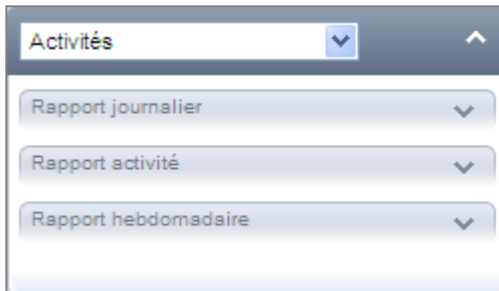 Activités
Rapport journalier
Rapport activité
Rapport hebdomadaire